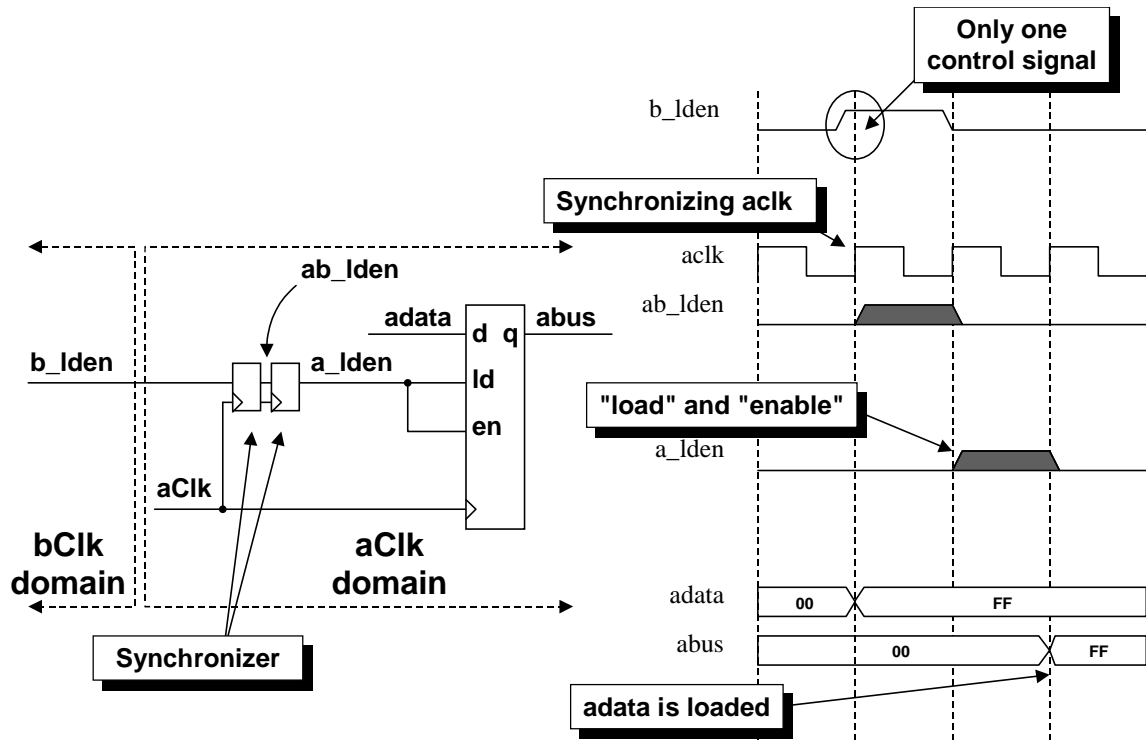 Only one
control signal
b_lden
Synchronizing aclk
aclk
ab_lden
ab_lden
adata
d q
abus
b_lden
a_lden
ld
en
"load" and "enable"
a_lden
aClk
bClk
domain
aClk
domain
adata
00
FF
abus
00
FF
Synchronizer
adata is loaded